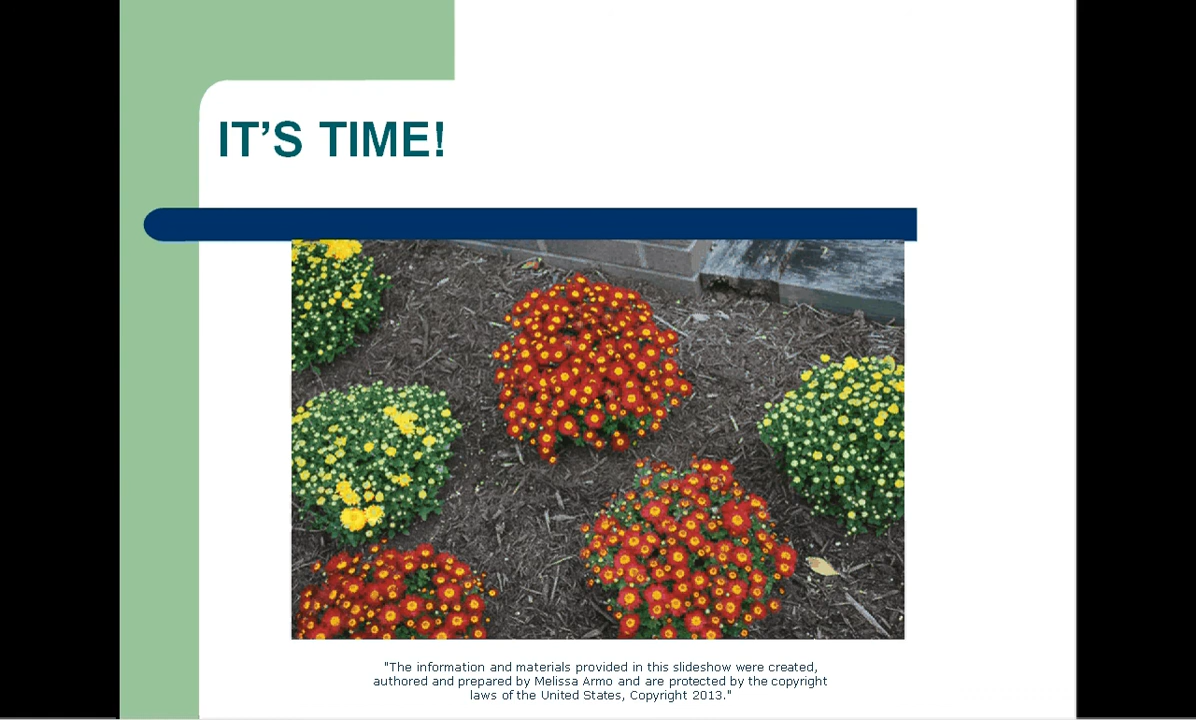 IT’S TIME!
"The information and materials provided in this slideshow were created,
authored and prepared by Melissa Armo and are protected by the copyright
laws of the United States, Copyright 2013."